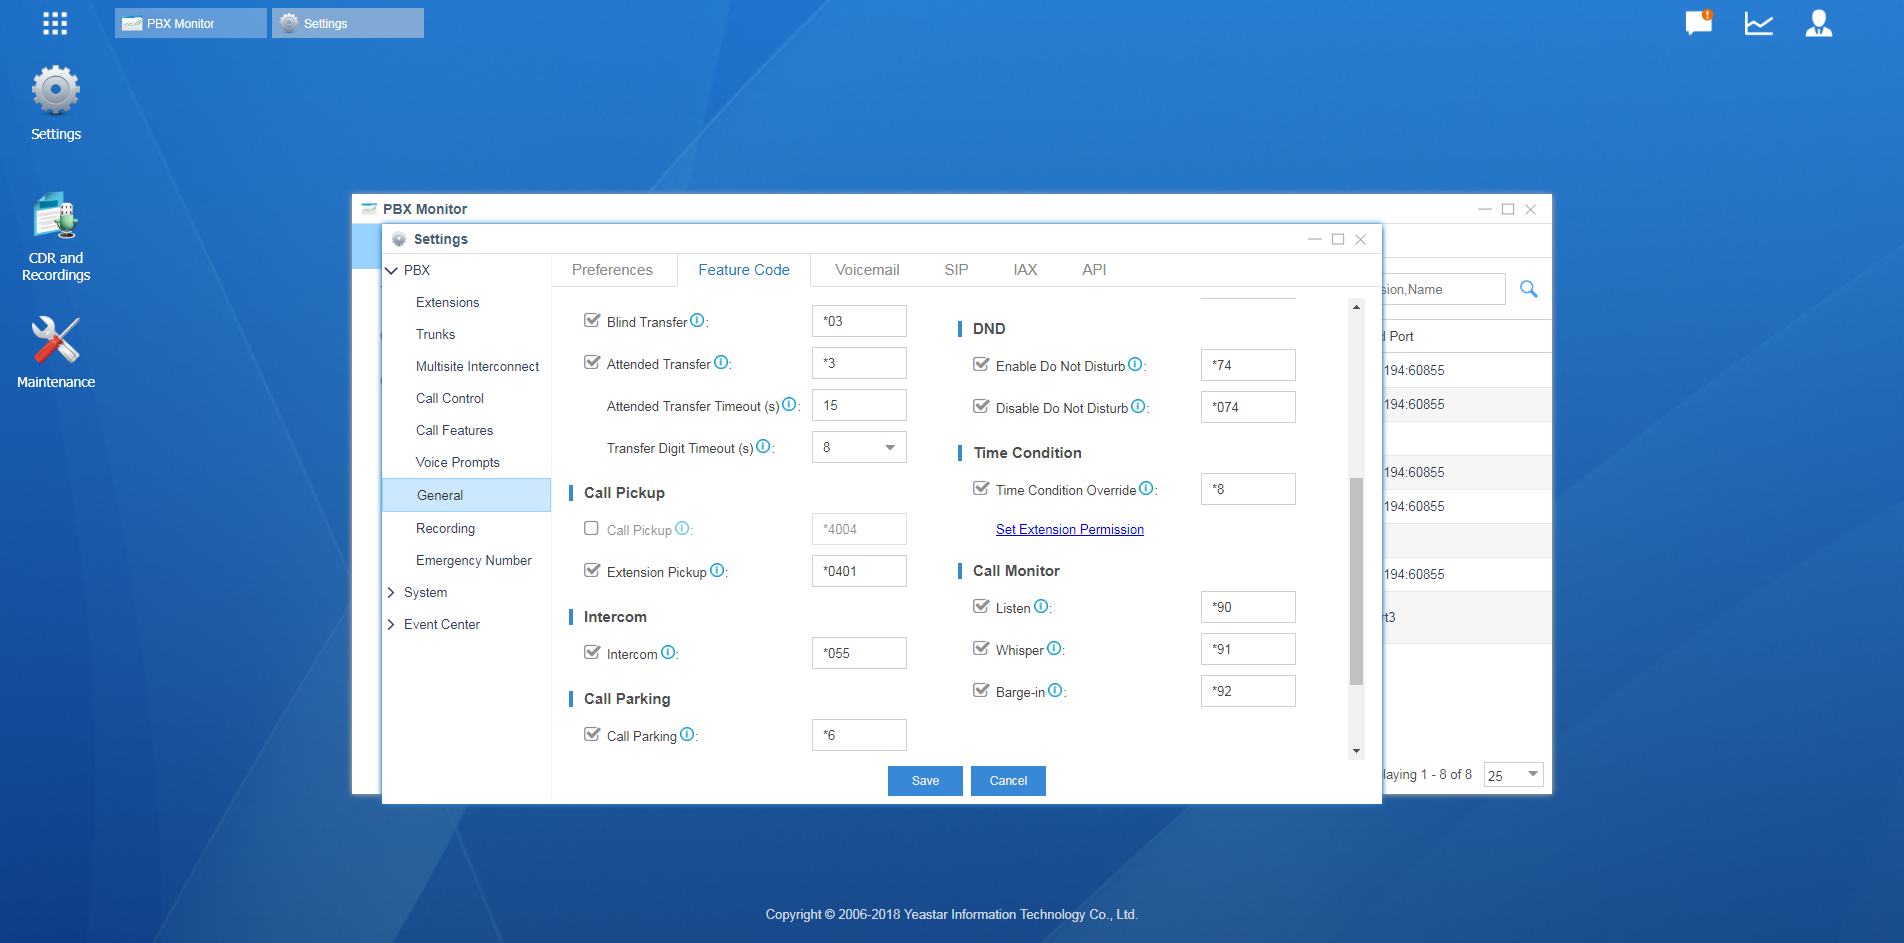 PBX Monitor
Settings
Settings
CDR and
Recordings
Maintenance
PBX Monitor
Settings
PBX
Extensions
Trunks
Multisite Interconnect
Call Control
Call Features
Voice Prompts
General
Recording
Emergency Number
System
Event Center
Preferences
Feature Code
Voicemail
SIP
IAX
API
Blind Transfer :
*03
Attended Transfer :
*3
Attended Transfer Timeout (s) :
15
Transfer Digit Timeout (s) :
8
Call Pickup
Call Pickup :
*4004
Extension Pickup :
*0401
Intercom
Intercom :
*055
Call Parking
Call Parking :
*6
DND
Enable Do Not Disturb :
*74
Disable Do Not Disturb :
*074
Time Condition
Time Condition Override :
*8
Set Extension Permission
Call Monitor
Listen :
*90
Whisper :
*91
Barge-in :
*92
Save
Cancel
sion,Name
d Port
194:60855
194:60855
194:60855
194:60855
194:60855
rt3
laying 1 - 8 of 8
25
Copyright © 2006-2018 Yeastar Information Technology Co., Ltd.